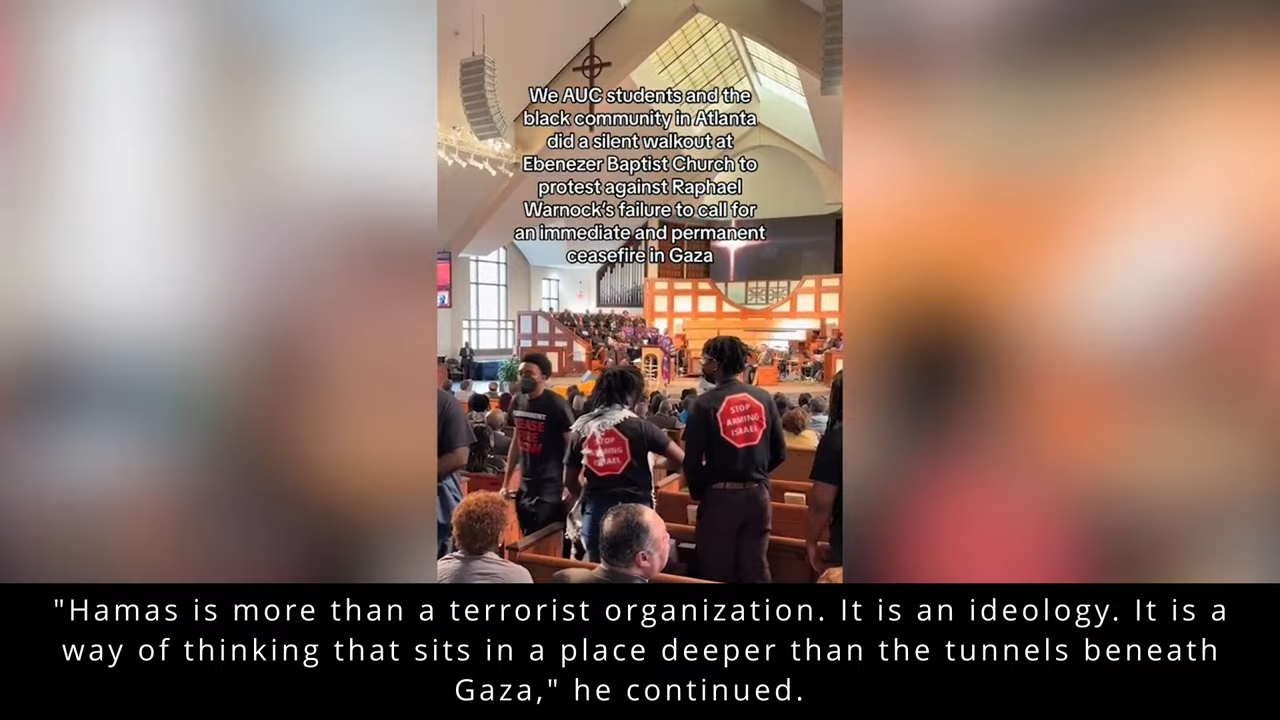 We AUC students and the
black community in Atlanta
did a silent walkout at
Ebenezer Baptist Church to
protest against Raphael
Warnock's failure to call for
an immediate and permanent
ceasefire in Gaza
STOP
ARMING
ISRAEL
STOP
ARMING
ISRAEL
"Hamas is more than a terrorist organization. It is an ideology. It is a
way of thinking that sits in a place deeper than the tunnels beneath
Gaza," he continued.